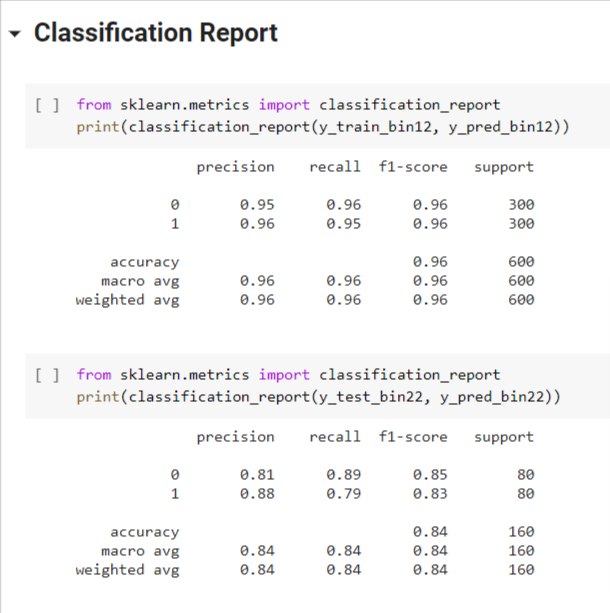 Classification Report
[ ] from sklearn.metrics import classification_report
print(classification_report(y_train_bin12, y_pred_bin12))
precision recall f1-score support
0 0.95 0.96 0.96 300
1 0.96 0.95 0.96 300
accuracy 0.96 600
macro avg 0.96 0.96 0.96 600
weighted avg 0.96 0.96 0.96 600
[ ] from sklearn.metrics import classification_report
print(classification_report(y_test_bin22, y_pred_bin22))
precision recall f1-score support
0 0.81 0.89 0.85 80
1 0.88 0.79 0.83 80
accuracy 0.84 160
macro avg 0.84 0.84 0.84 160
weighted avg 0.84 0.84 0.84 160